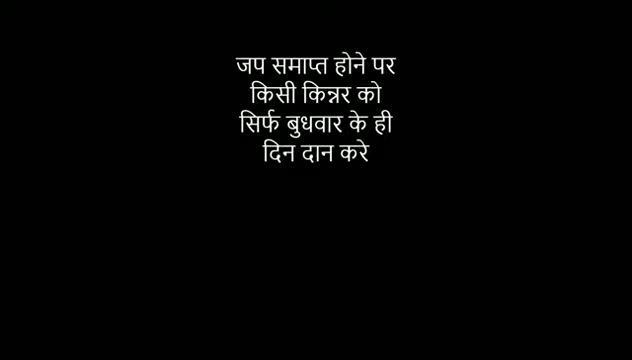 जप समाप्त होने पर
किसी किन्नर को
सिर्फ बुधवार के ही
दिन दान करे